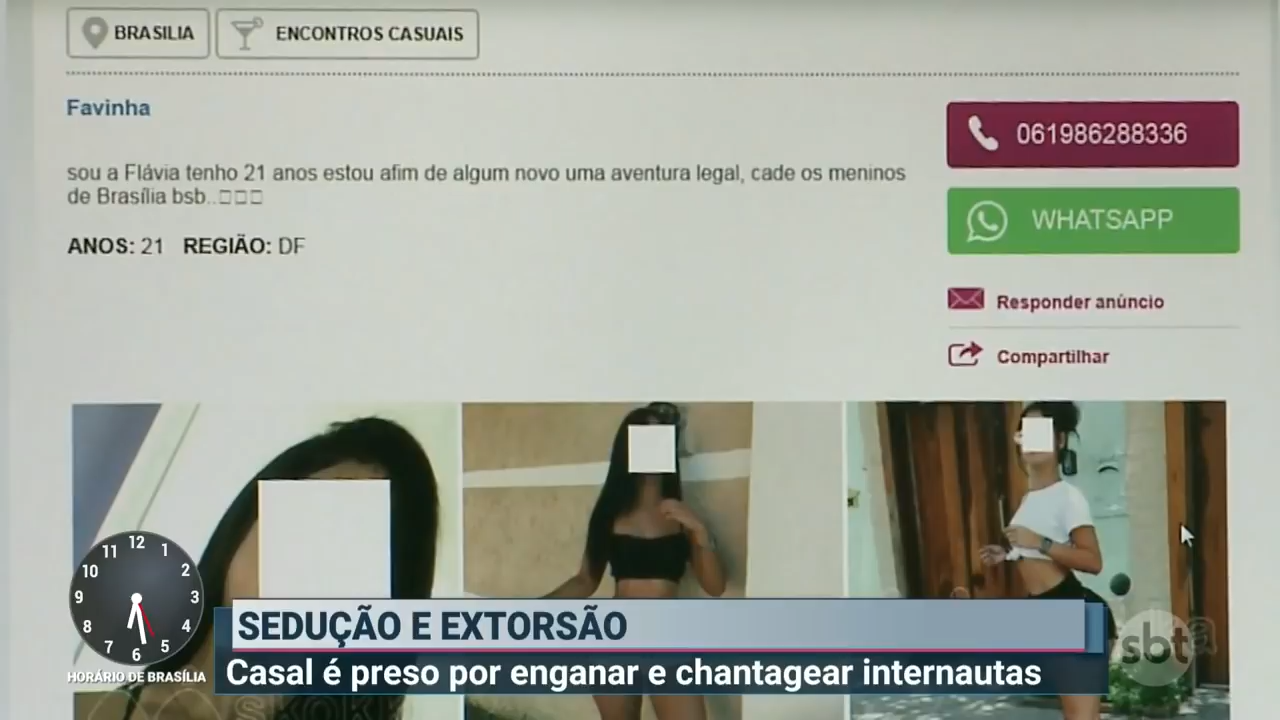 BRASILIA
ENCONTROS CASUAIS
Favinha
061986288336
sou a Flávia tenho 21 anos estou afim de algum novo uma aventura legal, cade os meninos
de Brasília bsb..
WHATSAPP
ANOS: 21 REGIÃO: DF
Responder anúncio
Compartilhar
12
1
2
3
4
5
6
7
8
9
10
11
HORÁRIO DE BRASÍLIA
SEDUÇÃO E EXTORSÃO
Casal é preso por enganar e chantagear internautas
sbt